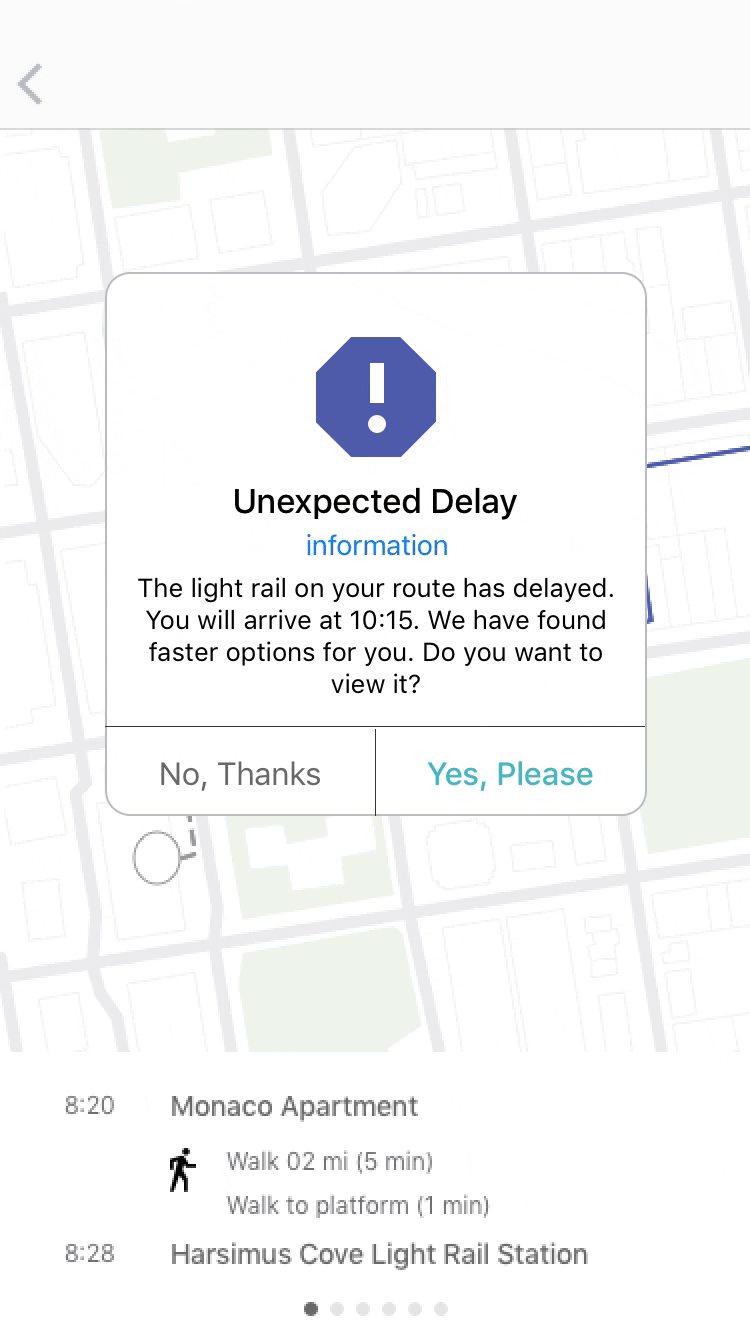 Unexpected Delay
information
The light rail on your route has delayed.
You will arrive at 10:15. We have found
faster options for you. Do you want to
view it?
No, Thanks
Yes, Please
8:20 Monaco Apartment
Walk 02 mi (5 min)
Walk to platform (1 min)
8:28 Harsimus Cove Light Rail Station